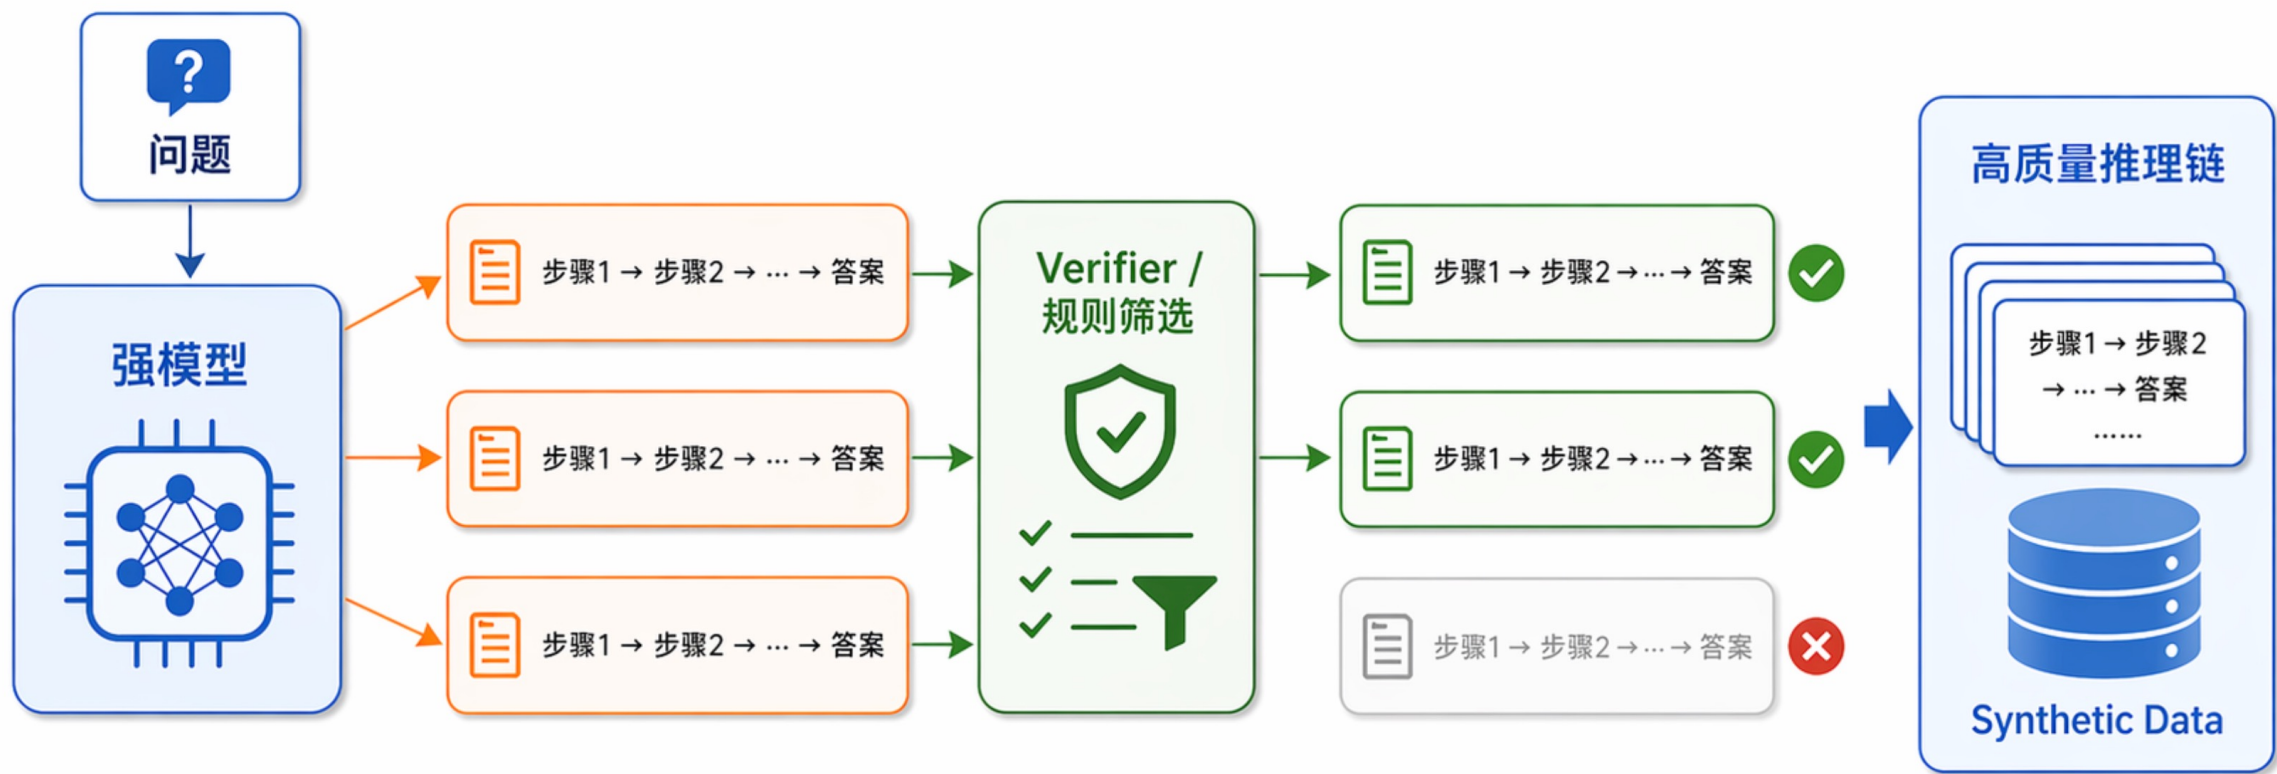 ?
问题
强模型
步骤1 → 步骤2 → ... → 答案
步骤1 → 步骤2 → ... → 答案
步骤1 → 步骤2 → ... → 答案
Verifier /
规则筛选
步骤1 → 步骤2 → ... → 答案
步骤1 → 步骤2 → ... → 答案
步骤1 → 步骤2 → ... → 答案
高质量推理链
步骤1 → 步骤2
→ ... → 答案
......
Synthetic Data